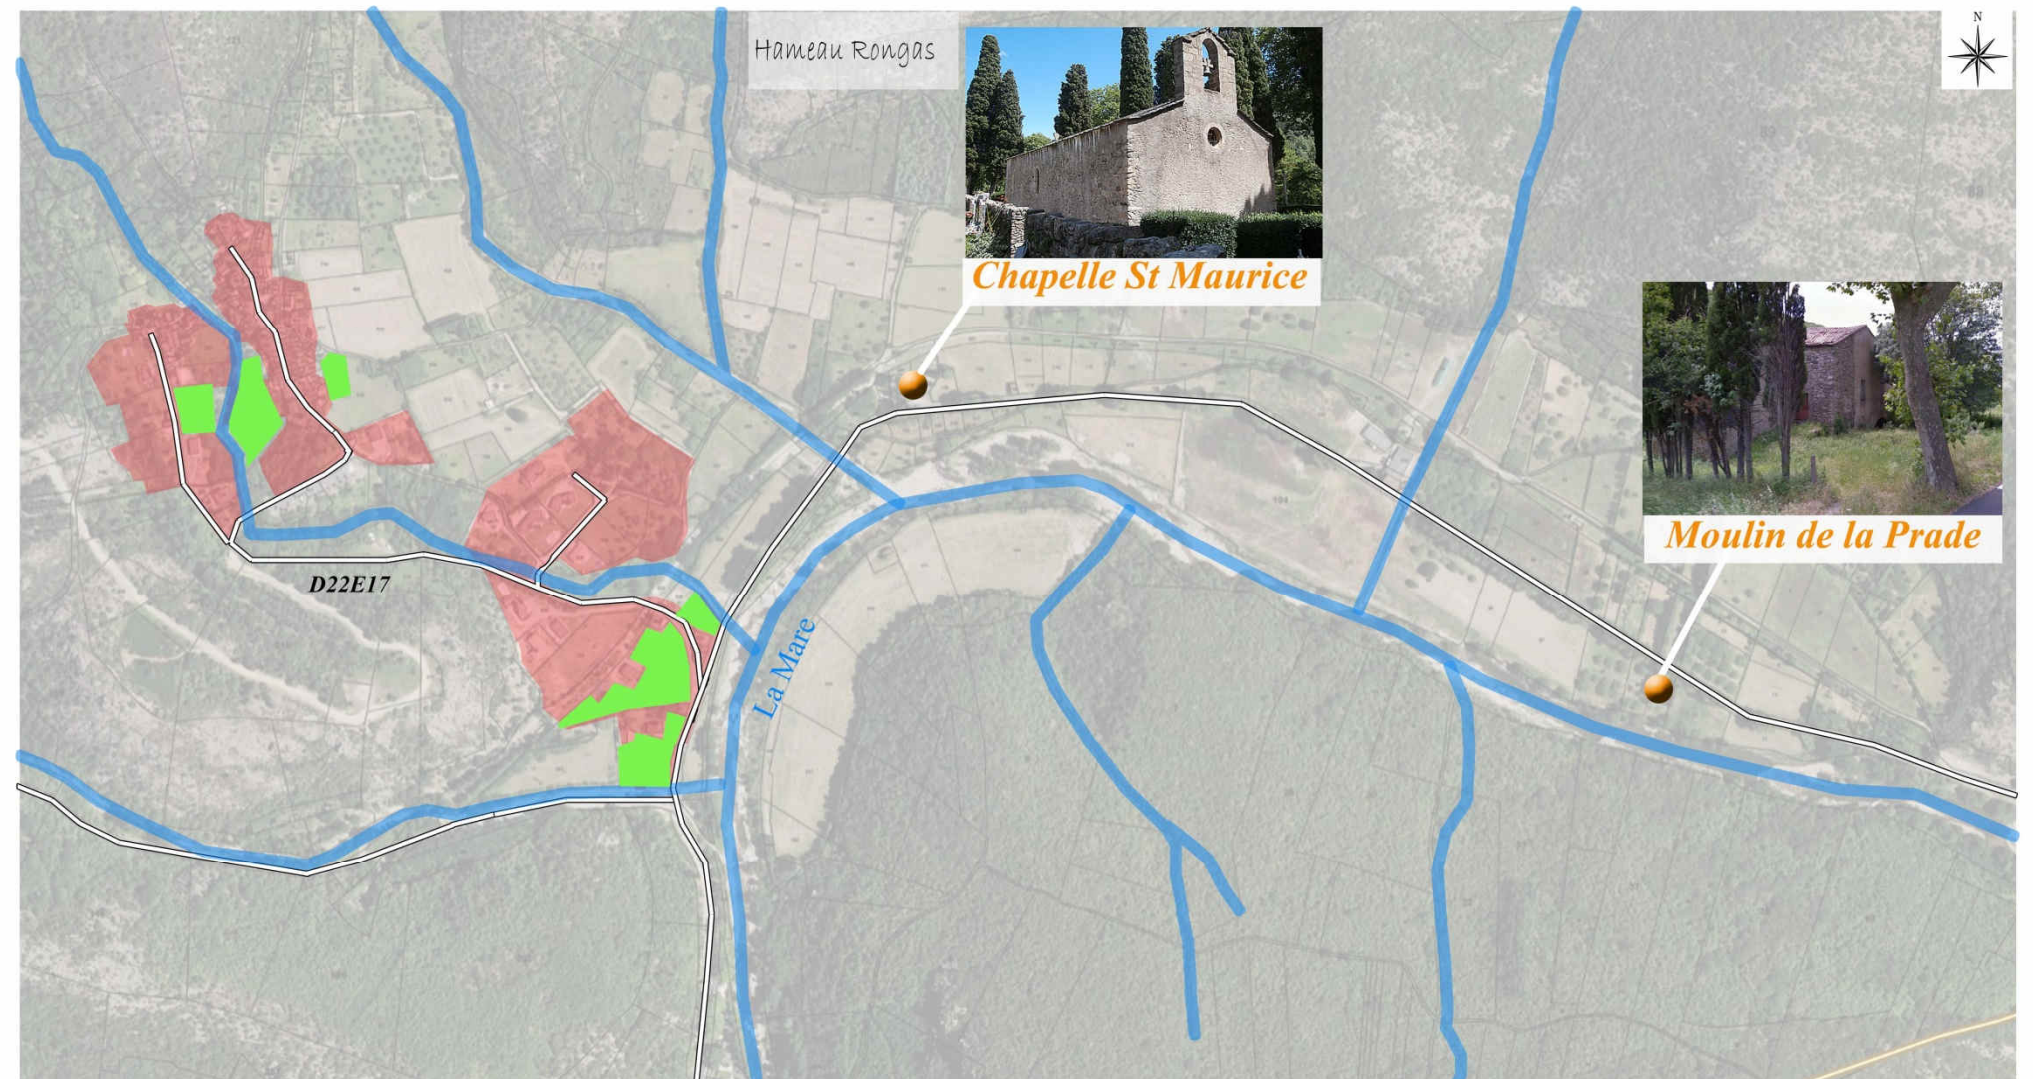 Hameau Rongas
N
Chapelle St Maurice
Moulin de la Prade
D22E17
La Mare